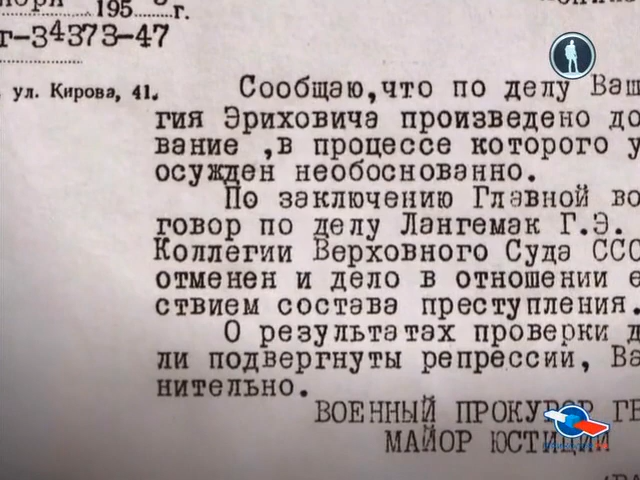 195 г.
г-34373-47
ул. Кирова, 41.
Сообщаю,что по делу Ваш
гия Эриховича произведено до
вание ,в процессе которого у
осужден необоснованно.
По заключению Главной во
говор по делу Лангемак Г.Э.
Коллегии Верховного Суда ССС
отменен и дело в отношении е
ствием состава преступления.
О результатах проверки д
ли подвергнуты репрессии, Ва
нительно.
ВОЕННЫЙ ПРОКУРОР ГЕ
МАЙОР ЮСТИЦИИ